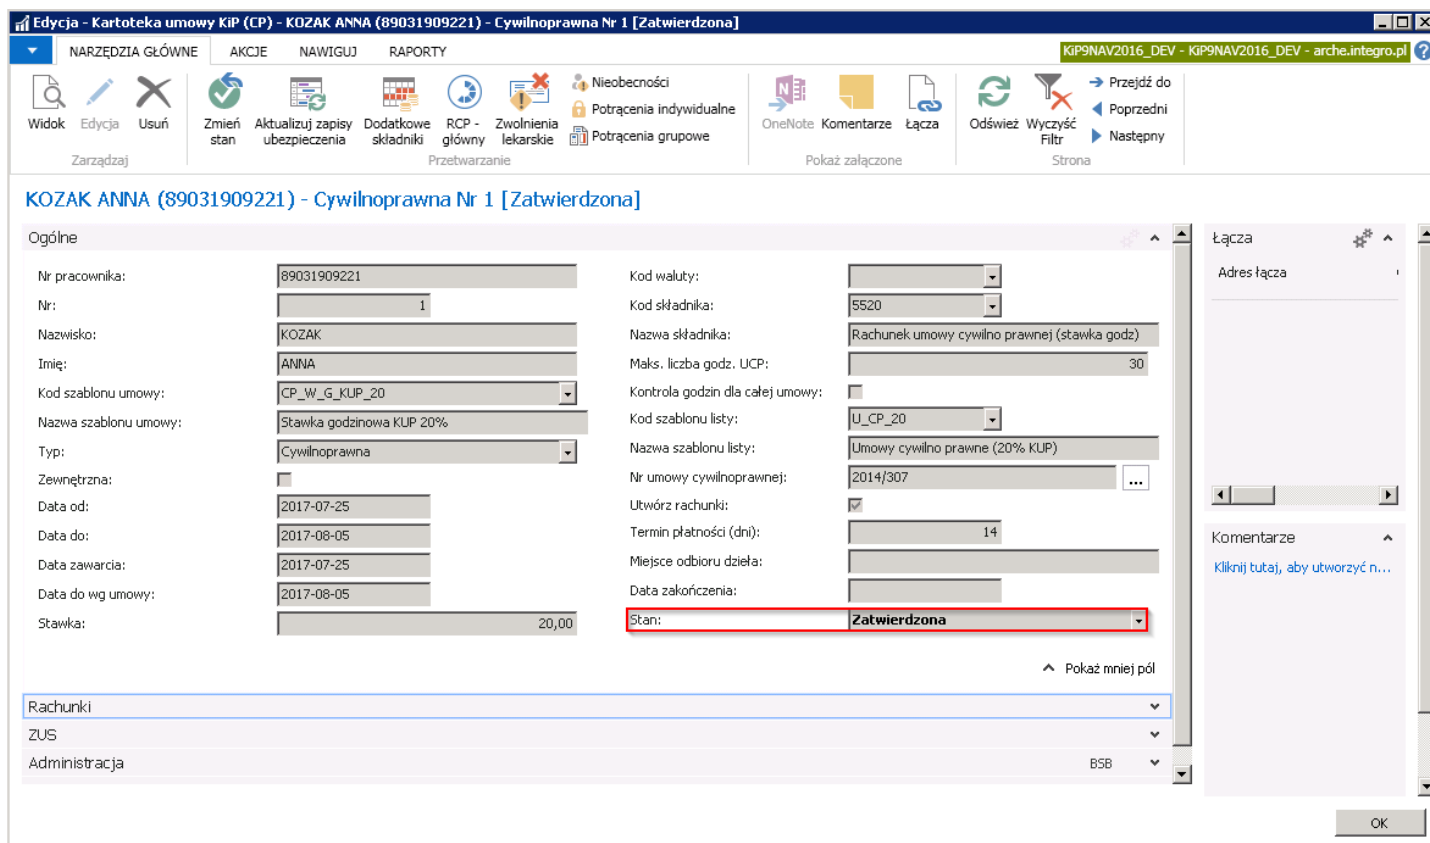 Edycja - Kartoteka umowy KiP (CP) - KOZAK ANNA (89031909221) - Cywilnoprawna Nr 1 [Zatwierdzona]
NARZĘDZIA GŁÓWNE AKCJE NAWIGUJ RAPORTY
KiP9NAV2016_DEV - KiP9NAV2016_DEV - arche.integro.pl
Widok
Edycja
Usuń
Zarządzaj
Zmień stan
Aktualizuj zapisy ubezpieczenia
Dodatkowe składniki
RCP - główny
Zwolnienia lekarskie
Nieobecności
Potrącenia indywidualne
Potrącenia grupowe
Przetwarzanie
OneNote
Komentarze
Łącza
Pokaż załączone
Odśwież
Wyczyść Filtr
Przejdź do
Poprzedni
Następny
Strona
KOZAK ANNA (89031909221) - Cywilnoprawna Nr 1 [Zatwierdzona]
Ogólne
Nr pracownika: 89031909221
Nr: 1
Nazwisko: KOZAK
Imię: ANNA
Kod szablonu umowy: CP_W_G_KUP_20
Nazwa szablonu umowy: Stawka godzinowa KUP 20%
Typ: Cywilnoprawna
Zewnętrzna:
Data od: 2017-07-25
Data do: 2017-08-05
Data zawarcia: 2017-07-25
Data do wg umowy: 2017-08-05
Stawka: 20,00
Kod waluty:
Kod składnika: 5520
Nazwa składnika: Rachunek umowy cywilno prawnej (stawka godz)
Maks. liczba godz. UCP: 30
Kontrola godzin dla całej umowy:
Kod szablonu listy: U_CP_20
Nazwa szablonu listy: Umowy cywilno prawne (20% KUP)
Nr umowy cywilnoprawnej: 2014/307 ...
Utwórz rachunki:
Termin płatności (dni): 14
Miejsce odbioru dzieła:
Data zakończenia:
Stan: Zatwierdzona
Pokaż mniej pól
Rachunki
ZUS
Administracja BSB
Łącza
Adres łącza
Komentarze
Kliknij tutaj, aby utworzyć n...
OK